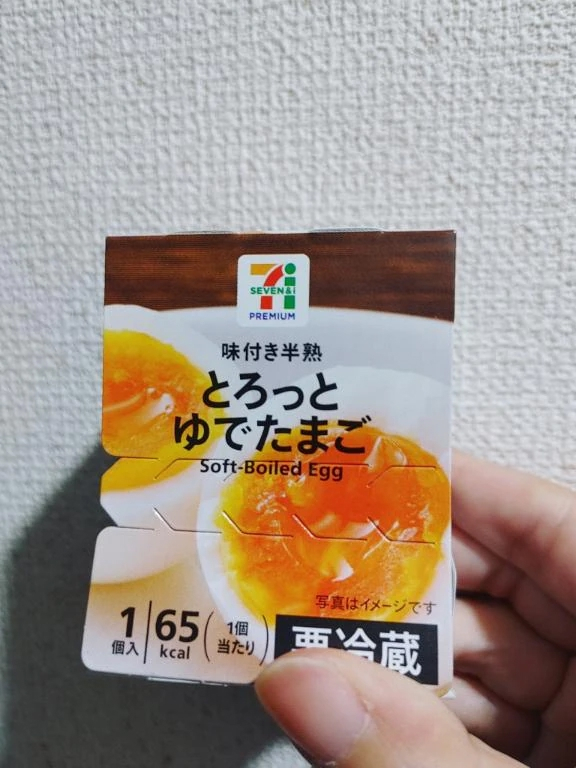 SEVEN & i
PREMIUM
味付き半熟
とろっと
ゆでたまご
Soft-Boiled Egg
写真はイメージです
1
個入
65
kcal
(1個
当たり)
要冷蔵